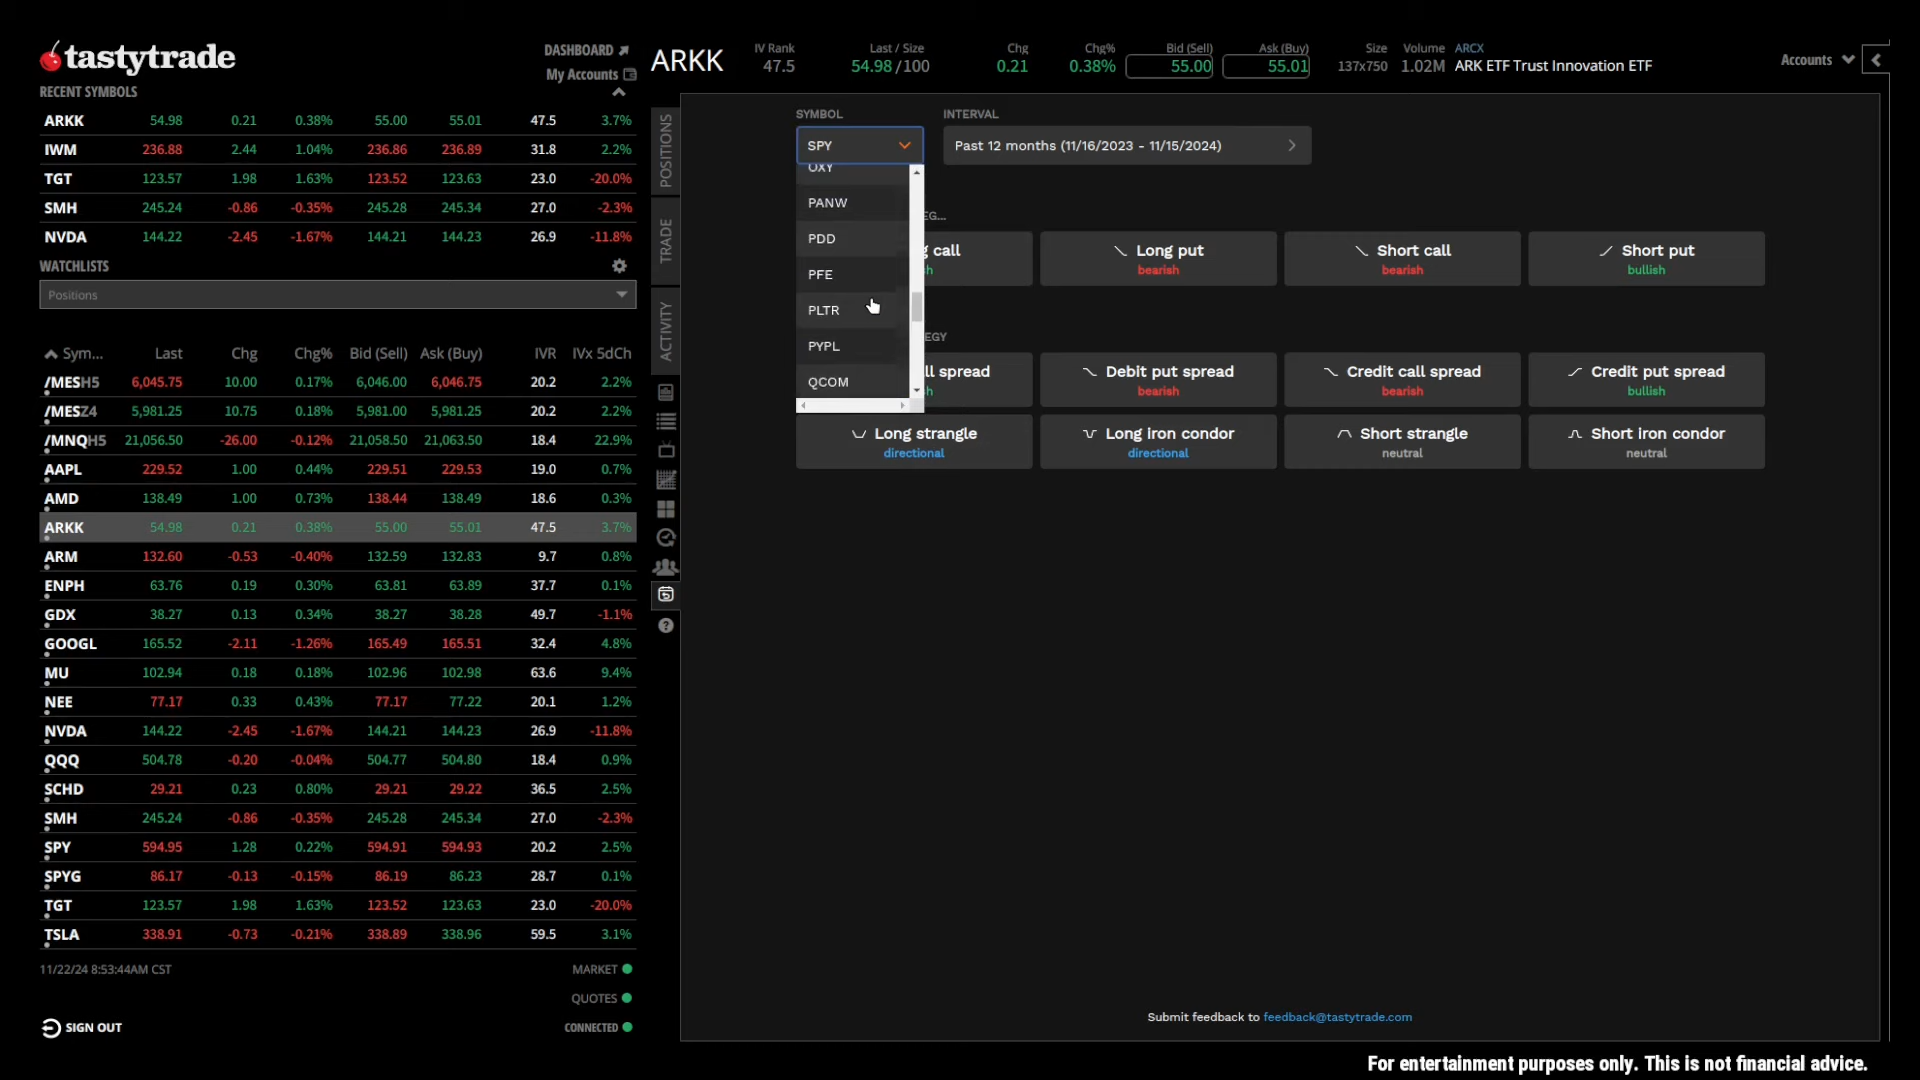 tastytrade
DASHBOARD
My Accounts
RECENT SYMBOLS
ARKK 54.98 0.21 0.38% 55.00 55.01 47.5 3.7%
IWM 236.88 2.44 1.04% 236.86 236.89 31.8 2.2%
TGT 123.57 1.98 1.63% 123.52 123.63 23.0 -20.0%
SMH 245.24 -0.86 -0.35% 245.28 245.34 27.0 -2.3%
NVDA 144.22 -2.45 -1.67% 144.21 144.23 26.9 -11.8%
WATCHLISTS
Positions
Sym... Last Chg Chg% Bid (Sell) Ask (Buy) IVR IVx 5dCh
/MESH5 6,045.75 10.00 0.17% 6,046.00 6,046.75 20.2 2.2%
/MESZ4 5,981.25 10.75 0.18% 5,981.00 5,981.25 20.2 2.2%
/MNQH5 21,056.50 -26.00 -0.12% 21,058.50 21,063.50 18.4 22.9%
AAPL 229.52 1.00 0.44% 229.51 229.53 19.0 0.7%
AMD 138.49 1.00 0.73% 138.44 138.49 18.6 0.3%
ARKK 54.98 0.21 0.38% 55.00 55.01 47.5 3.7%
ARM 132.60 -0.53 -0.40% 132.59 132.83 9.7 0.8%
ENPH 63.76 0.19 0.30% 63.81 63.89 37.7 0.1%
GDX 38.27 0.13 0.34% 38.27 38.28 49.7 -1.1%
GOOGL 165.52 -2.11 -1.26% 165.49 165.51 32.4 4.8%
MU 102.94 0.18 0.18% 102.96 102.98 63.6 9.4%
NEE 77.17 0.33 0.43% 77.17 77.22 20.1 1.2%
NVDA 144.22 -2.45 -1.67% 144.21 144.23 26.9 -11.8%
QQQ 504.78 -0.20 -0.04% 504.77 504.80 18.4 0.9%
SCHD 29.21 0.23 0.80% 29.21 29.22 36.5 2.5%
SMH 245.24 -0.86 -0.35% 245.28 245.34 27.0 -2.3%
SPY 594.95 1.28 0.22% 594.91 594.93 20.2 2.5%
SPYG 86.17 -0.13 -0.15% 86.19 86.23 28.7 0.1%
TGT 123.57 1.98 1.63% 123.52 123.63 23.0 -20.0%
TSLA 338.91 -0.73 -0.21% 338.89 338.96 59.5 3.1%
11/22/24 8:53:44AM CST MARKET
QUOTES
SIGN OUT CONNECTED
ARKK
IV Rank Last / Size Chg Chg% Bid (Sell) Ask (Buy) Size Volume ARCX
47.5 54.98 / 100 0.21 0.38% 55.00 55.01 137x750 1.02M ARK ETF Trust Innovation ETF
Accounts
POSITIONS
TRADE
ACTIVITY
SYMBOL INTERVAL
SPY Past 12 months (11/16/2023 - 11/15/2024)
OXY
PANW
PDD
PFE
PLTR
PYPL
QCOM
EG...
g call Long put Short call Short put
h bearish bearish bullish
EGY
ll spread Debit put spread Credit call spread Credit put spread
h bearish bearish bullish
Long strangle Long iron condor Short strangle Short iron condor
directional directional neutral neutral
Submit feedback to feedback@tastytrade.com
For entertainment purposes only. This is not financial advice.